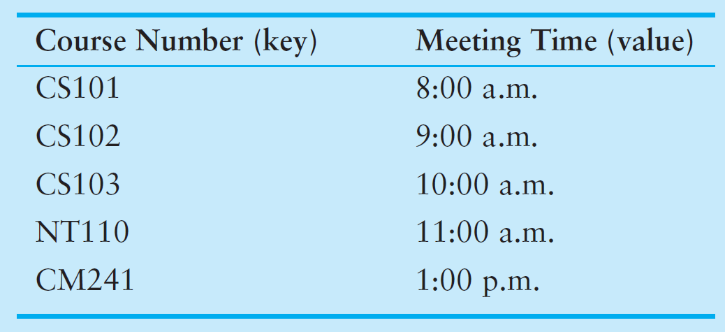 Course Number (key) Meeting Time (value)
CS101 8:00 a.m.
CS102 9:00 a.m.
CS103 10:00 a.m.
NT110 11:00 a.m.
CM241 1:00 p.m.